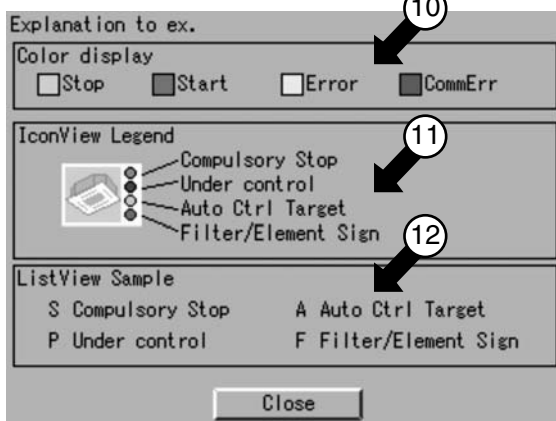 10
Explanation to ex.
Color display
Stop Start Error CommErr
11
IconView Legend
Compulsory Stop
Under control
Auto Ctrl Target
Filter/Element Sign
12
ListView Sample
S Compulsory Stop A Auto Ctrl Target
P Under control F Filter/Element Sign
Close